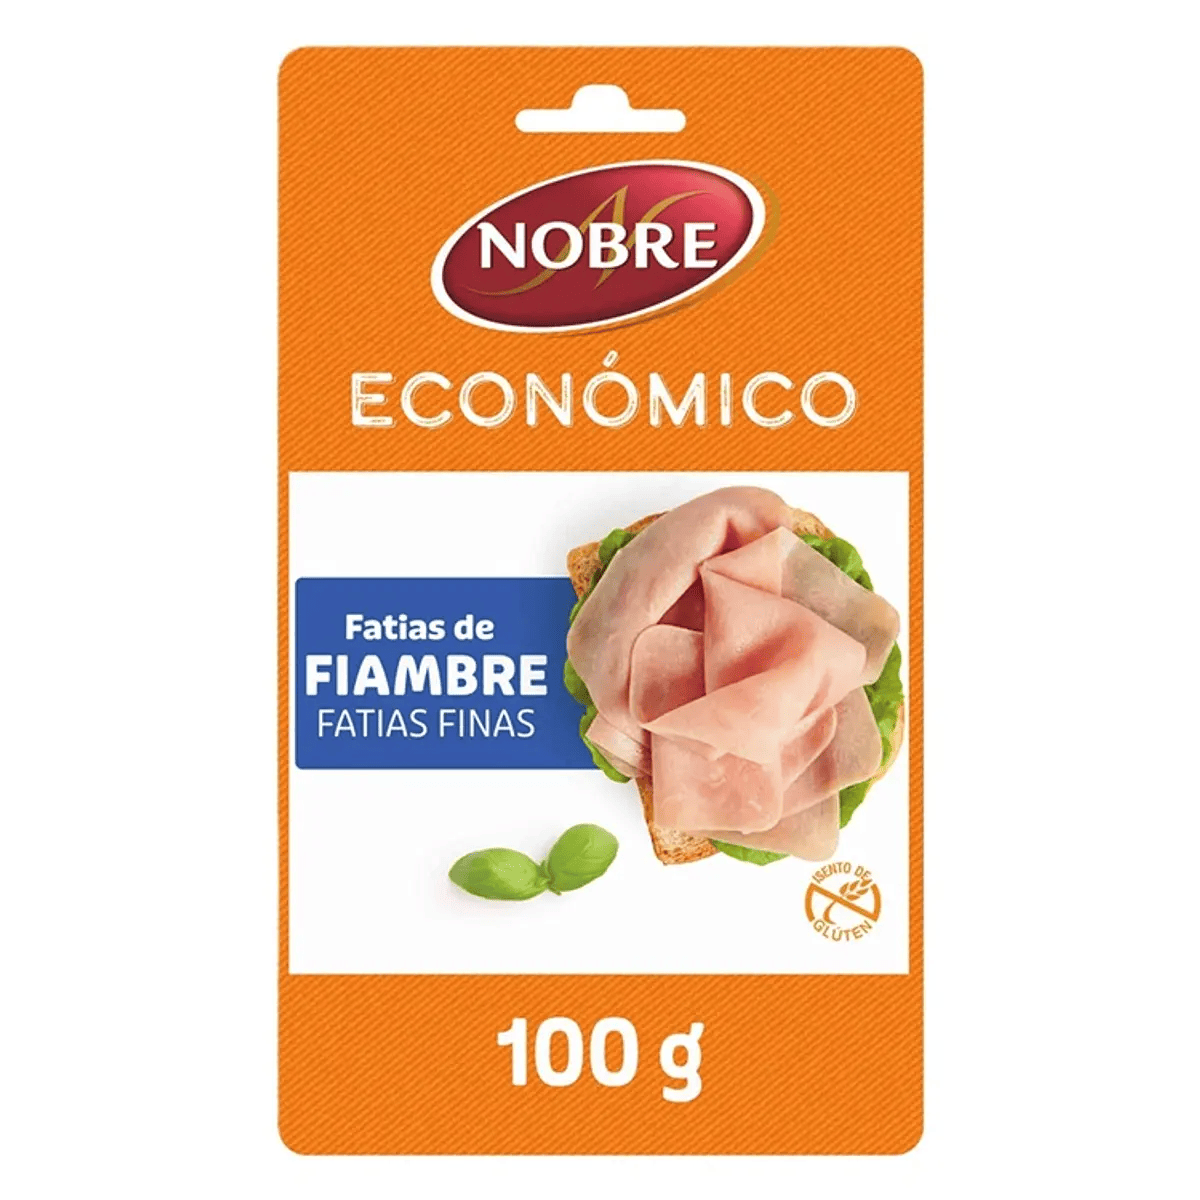 NOBRE
ECONÓMICO
Fatias de
FIAMBRE
FATIAS FINAS
ISENTO DE
GLÚTEN
100 g